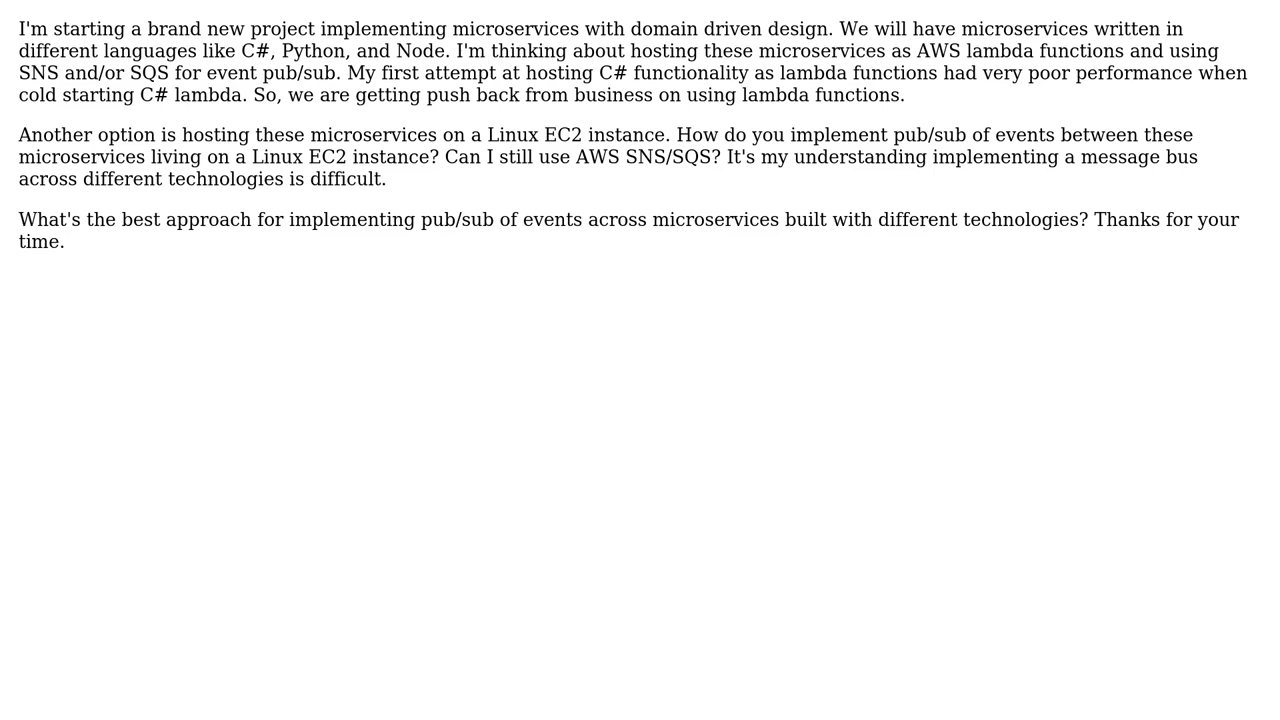 I'm starting a brand new project implementing microservices with domain driven design. We will have microservices written in
different languages like C#, Python, and Node. I'm thinking about hosting these microservices as AWS lambda functions and using
SNS and/or SQS for event pub/sub. My first attempt at hosting C# functionality as lambda functions had very poor performance when
cold starting C# lambda. So, we are getting push back from business on using lambda functions.
Another option is hosting these microservices on a Linux EC2 instance. How do you implement pub/sub of events between these
microservices living on a Linux EC2 instance? Can I still use AWS SNS/SQS? It's my understanding implementing a message bus
across different technologies is difficult.
What's the best approach for implementing pub/sub of events across microservices built with different technologies? Thanks for your
time.